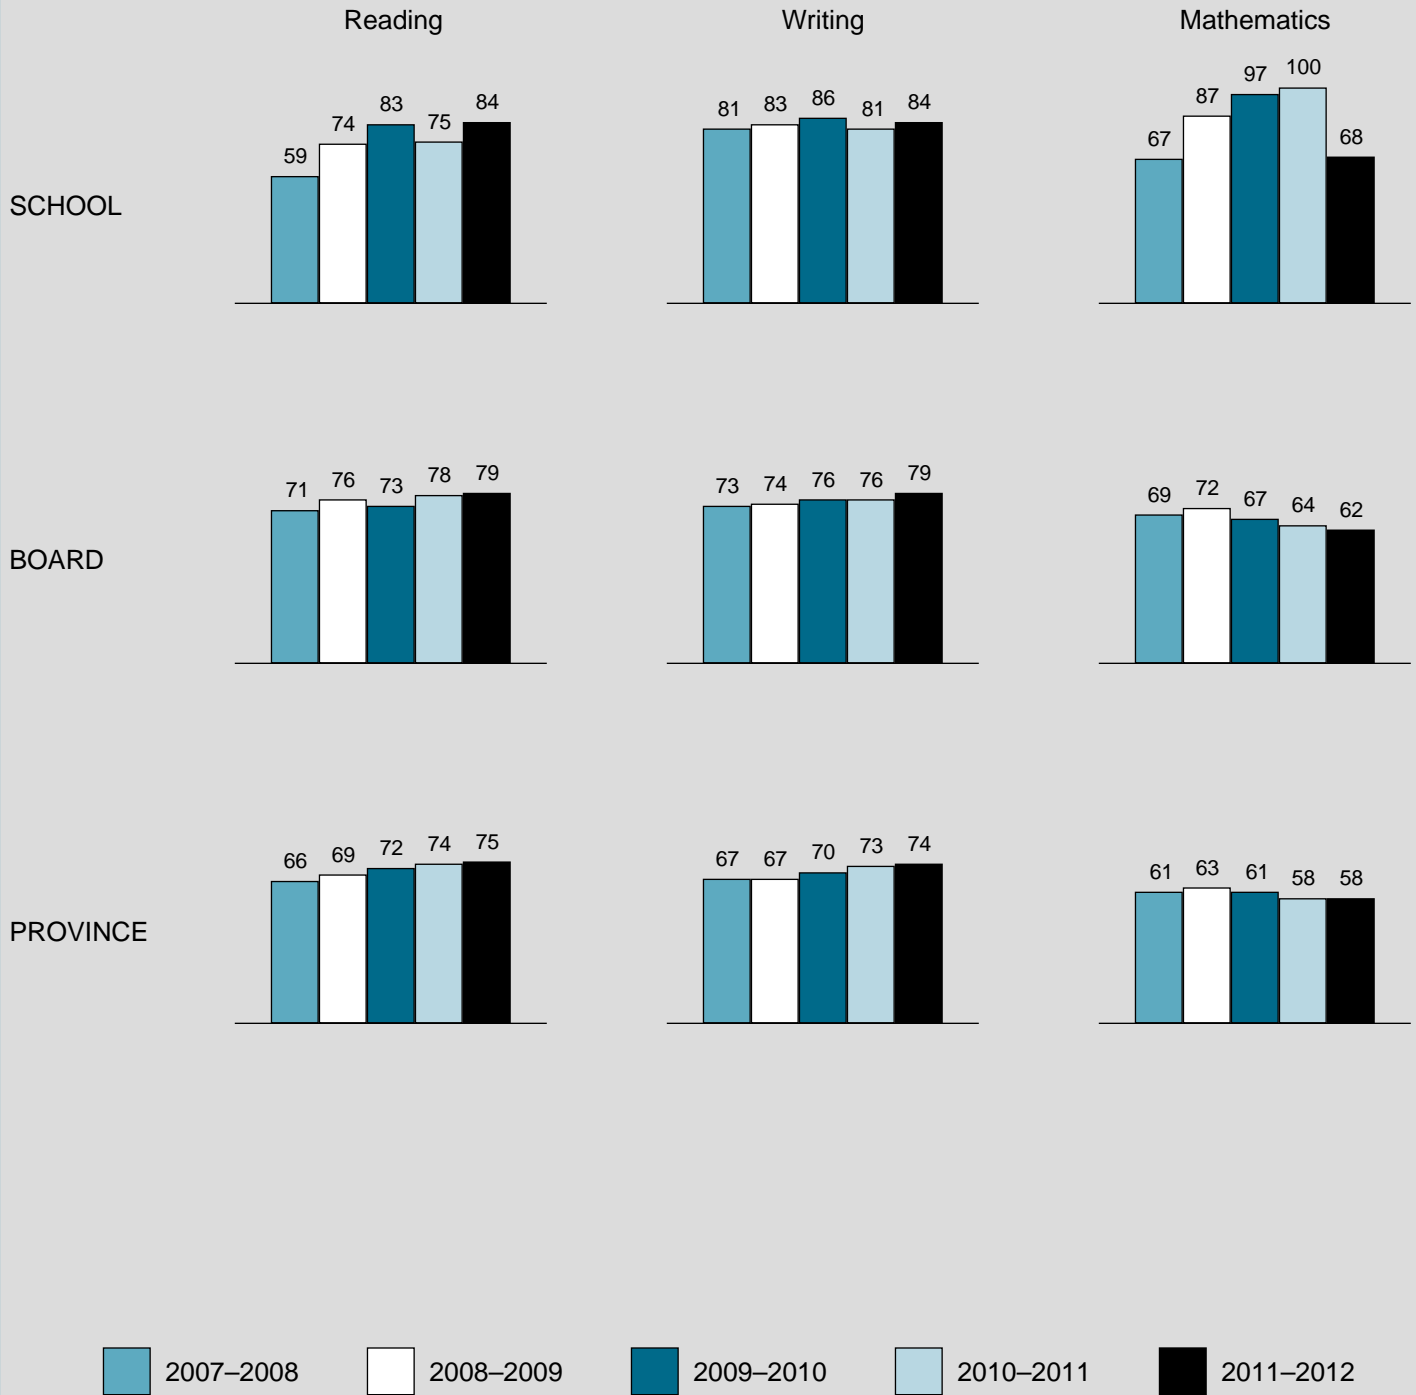 Reading Writing Mathematics
SCHOOL
59 74 83 75 84
81 83 86 81 84
67 87 97 100 68
BOARD
71 76 73 78 79
73 74 76 76 79
69 72 67 64 62
PROVINCE
66 69 72 74 75
67 67 70 73 74
61 63 61 58 58
2007–2008 2008–2009 2009–2010 2010–2011 2011–2012